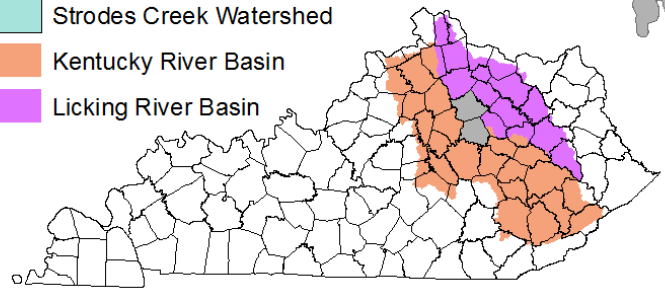 Strodes Creek Watershed
Kentucky River Basin
Licking River Basin